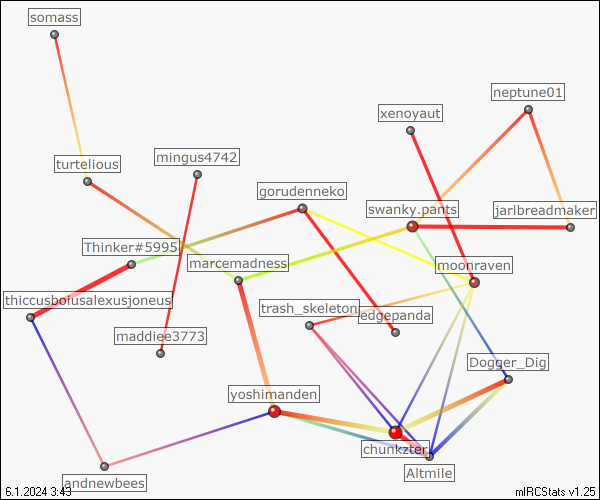 somass
neptune01
xenoyaut
mingus4742
turtelious
gorudenneko
swanky.pants
jarlbreadmaker
Thinker#5995
marcemadness
moonraven
thiccusbolisalexusjoneus
trash_skeleton
edgepanda
maddiee3773
Dogger_Dig
yoshimanden
chunkzter
Altmile
andnewbees
6.1.2024 3:43
mIRCStats v1.25